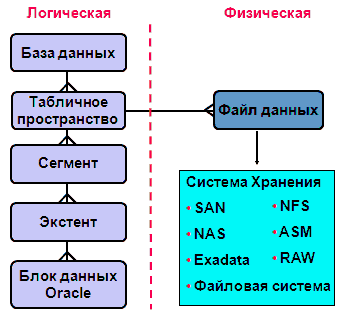 Логическая
Физическая
База данных
Табличное
пространство
Файл данных
Сегмент
Экстент
Блок данных
Oracle
Система Хранения
• SAN
• NFS
• NAS
• ASM
• Exadata
• RAW
• Файловая система